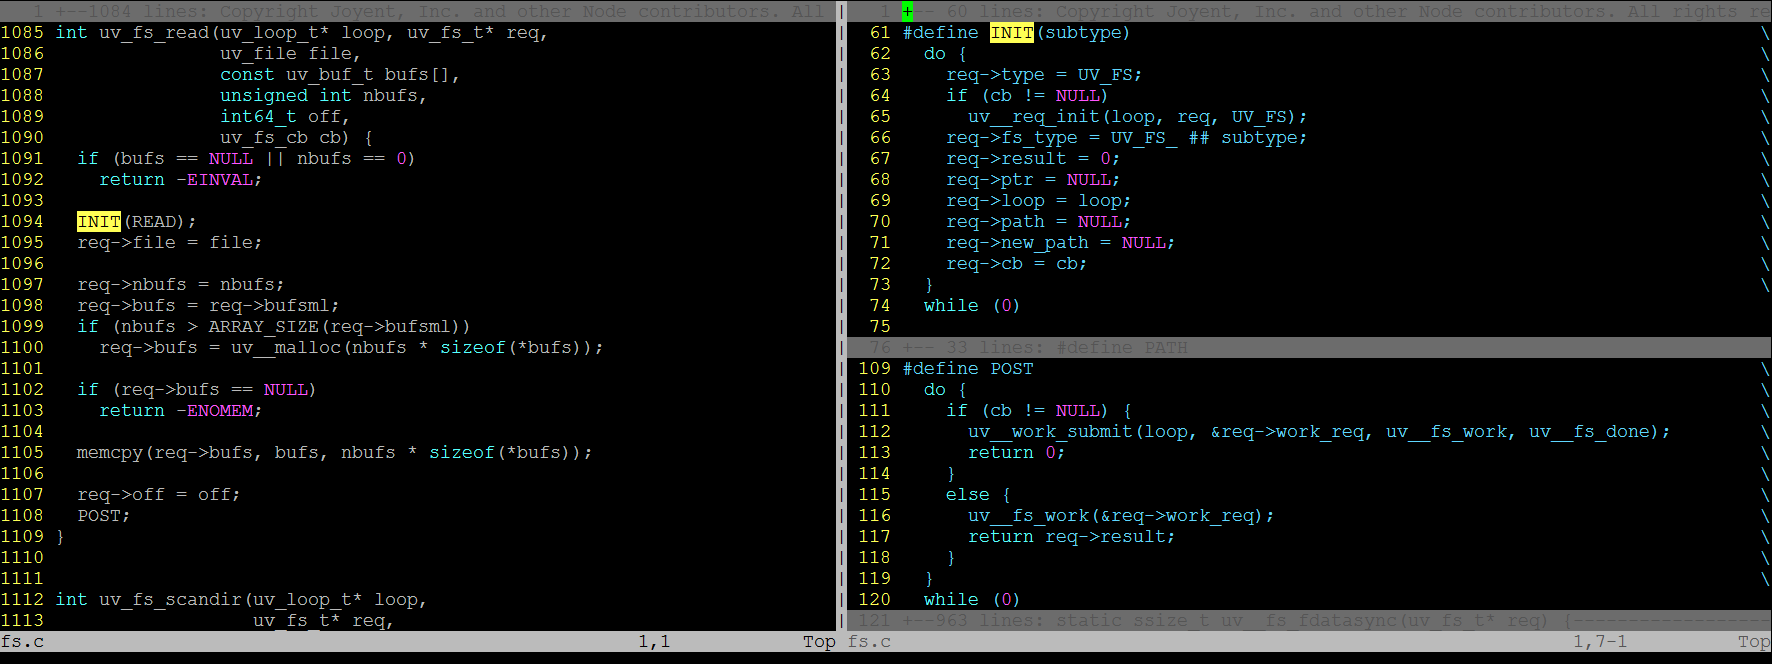 1 +--1084 lines: Copyright Joyent, Inc. and other Node contributors. All
1085 int uv_fs_read(uv_loop_t* loop, uv_fs_t* req,
1086                uv_file file,
1087                const uv_buf_t bufs[],
1088                unsigned int nbufs,
1089                int64_t off,
1090                uv_fs_cb cb) {
1091   if (bufs == NULL || nbufs == 0)
1092     return -EINVAL;
1093
1094   INIT(READ);
1095   req->file = file;
1096
1097   req->nbufs = nbufs;
1098   req->bufs = req->bufsml;
1099   if (nbufs > ARRAY_SIZE(req->bufsml))
1100     req->bufs = uv__malloc(nbufs * sizeof(*bufs));
1101
1102   if (req->bufs == NULL)
1103     return -ENOMEM;
1104
1105   memcpy(req->bufs, bufs, nbufs * sizeof(*bufs));
1106
1107   req->off = off;
1108   POST;
1109 }
1110
1111
1112 int uv_fs_scandir(uv_loop_t* loop,
1113                   uv_fs_t* req,
fs.c 1,1 Top
1 +-- 60 lines: Copyright Joyent, Inc. and other Node contributors. All rights re
61 #define INIT(subtype) \
62   do { \
63     req->type = UV_FS; \
64     if (cb != NULL) \
65       uv__req_init(loop, req, UV_FS); \
66     req->fs_type = UV_FS_ ## subtype; \
67     req->result = 0; \
68     req->ptr = NULL; \
69     req->loop = loop; \
70     req->path = NULL; \
71     req->new_path = NULL; \
72     req->cb = cb; \
73   } \
74   while (0)
75
76 +-- 33 lines: #define PATH
109 #define POST \
110   do { \
111     if (cb != NULL) { \
112       uv__work_submit(loop, &req->work_req, uv__fs_work, uv__fs_done); \
113       return 0; \
114     } \
115     else { \
116       uv__fs_work(&req->work_req); \
117       return req->result; \
118     } \
119   } \
120   while (0)
121 +--963 lines: static ssize_t uv__fs_fdatasync(uv_fs_t* req) {------------------
fs.c 1,7-1 Top